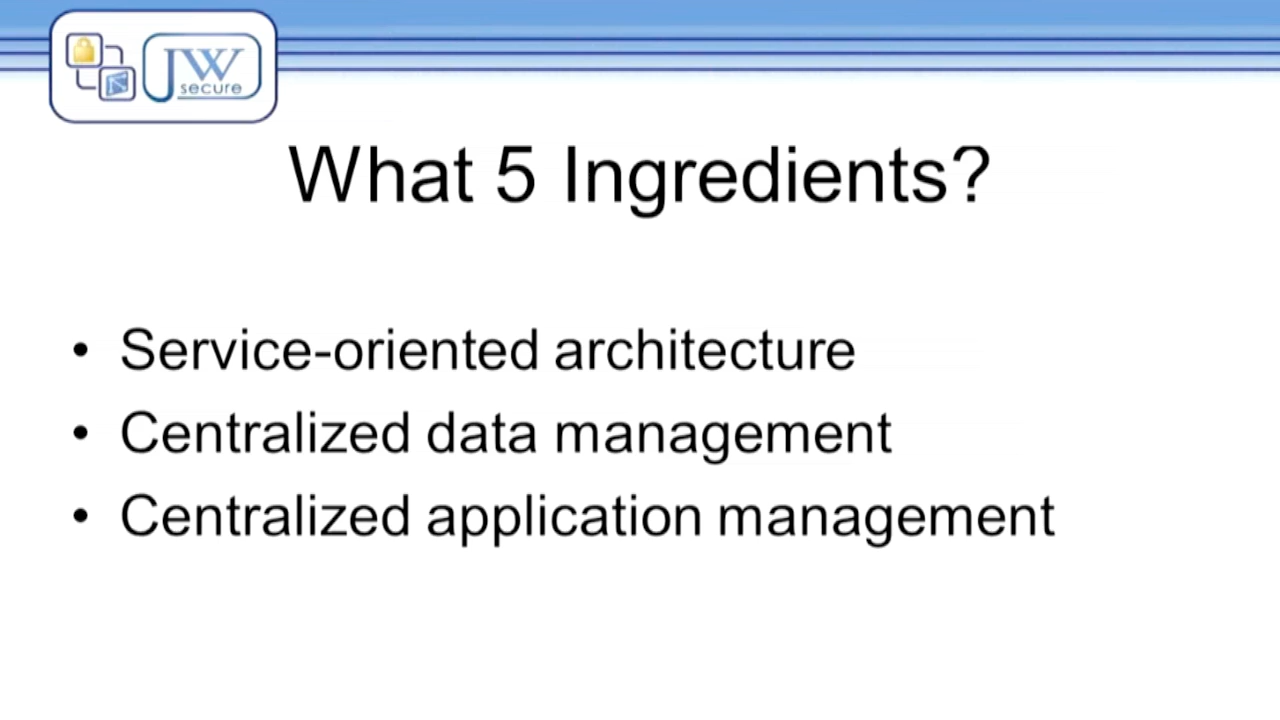 JW
secure
What 5 Ingredients?
• Service-oriented architecture
• Centralized data management
• Centralized application management